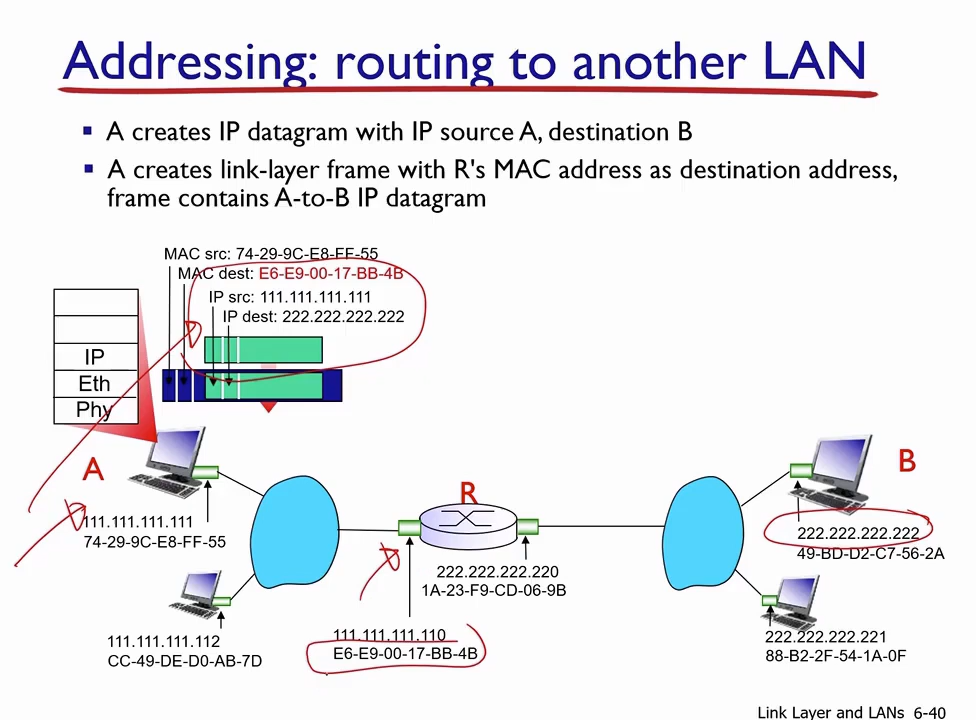 Addressing: routing to another LAN
▪ A creates IP datagram with IP source A, destination B
▪ A creates link-layer frame with R's MAC address as destination address,
frame contains A-to-B IP datagram
MAC src: 74-29-9C-E8-FF-55
MAC dest: E6-E9-00-17-BB-4B
IP src: 111.111.111.111
IP dest: 222.222.222.222
IP
Eth
Phy
A
111.111.111.111
74-29-9C-E8-FF-55
R
B
222.222.222.222
49-BD-D2-C7-56-2A
222.222.222.220
1A-23-F9-CD-06-9B
111.111.111.112
CC-49-DE-D0-AB-7D
111.111.111.110
E6-E9-00-17-BB-4B
222.222.222.221
88-B2-2F-54-1A-0F
Link Layer and LANs 6-40